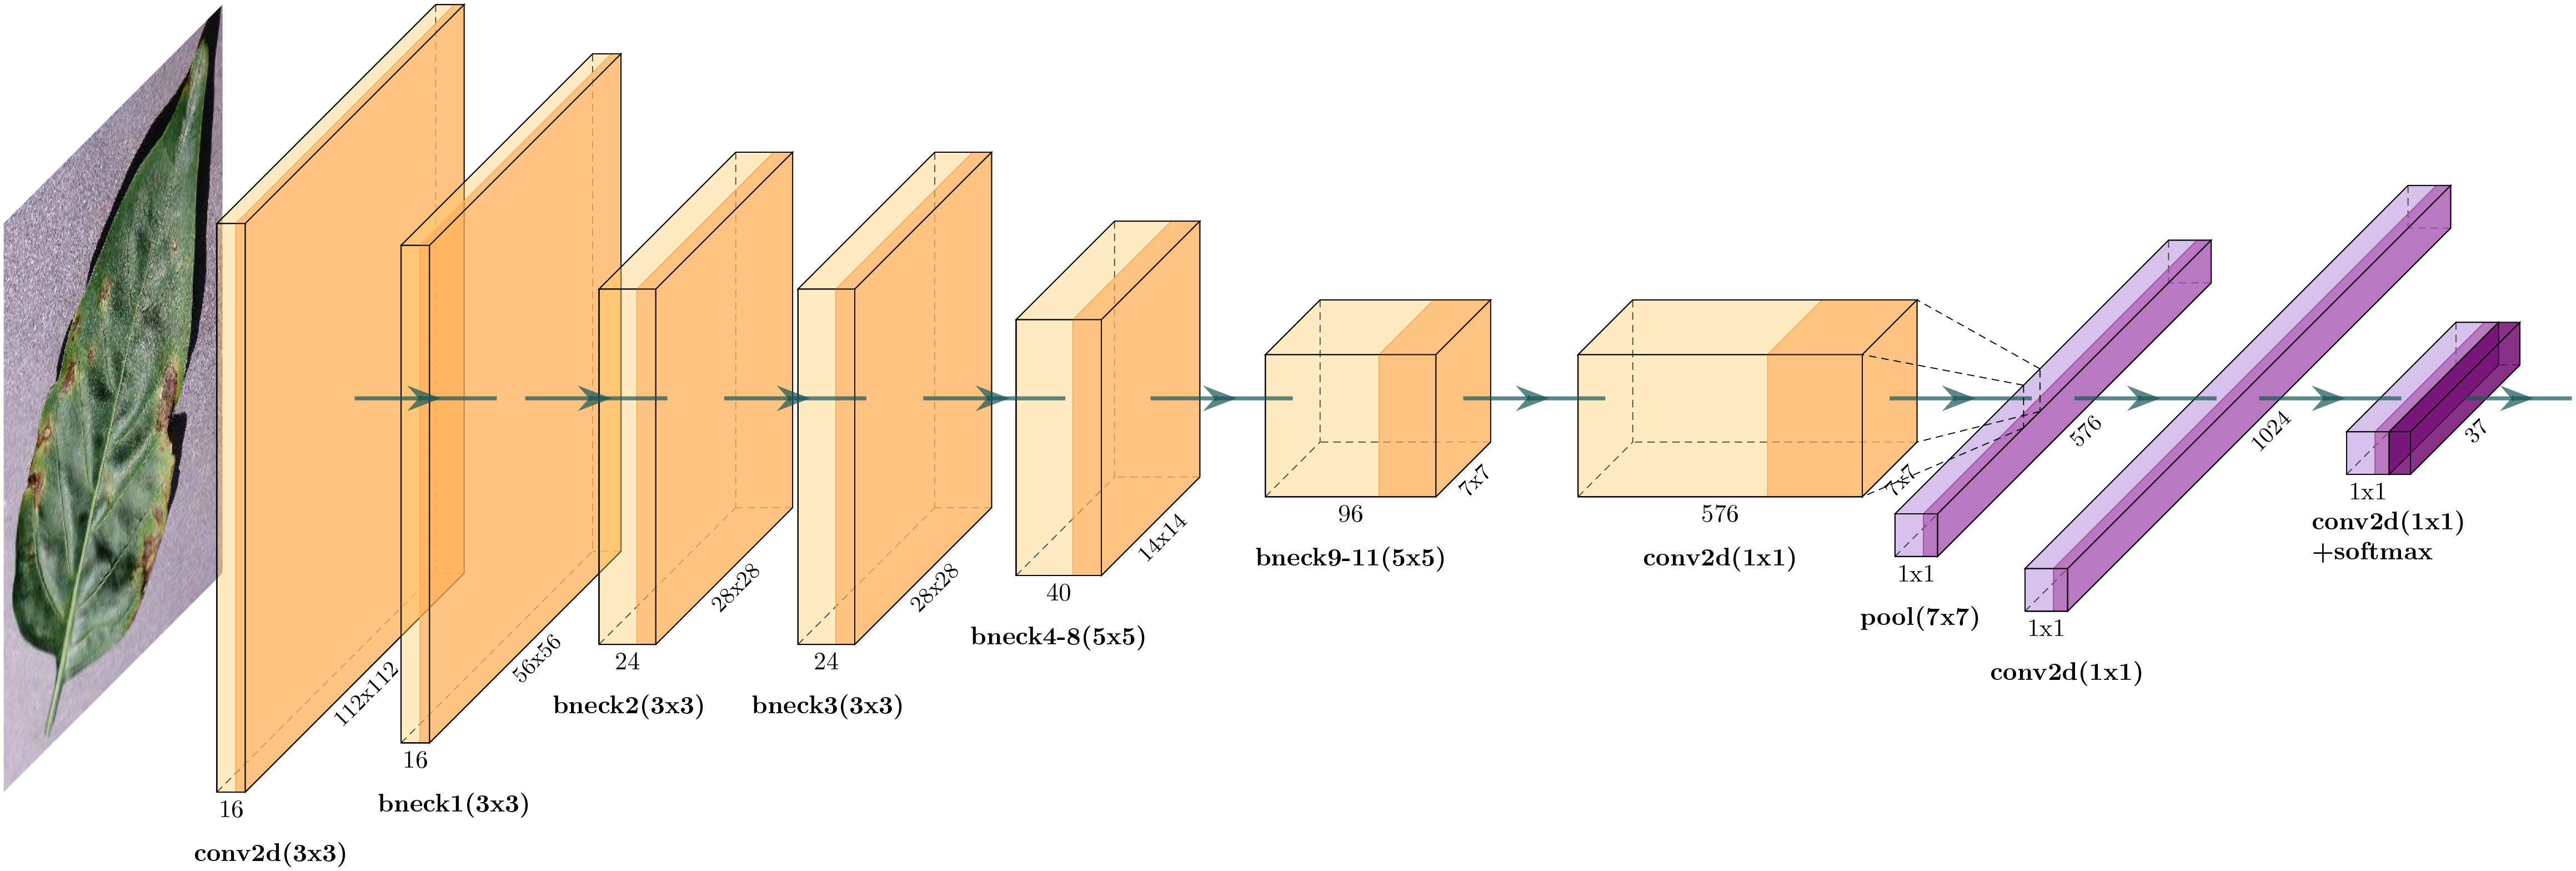 16
112x112
conv2d(3x3)
16
56x56
bneck1(3x3)
24
28x28
bneck2(3x3)
24
28x28
bneck3(3x3)
40
14x14
bneck4-8(5x5)
96
7x7
bneck9-11(5x5)
576
7x7
conv2d(1x1)
1x1
576
pool(7x7)
1x1
1024
conv2d(1x1)
1x1
37
conv2d(1x1)
+softmax